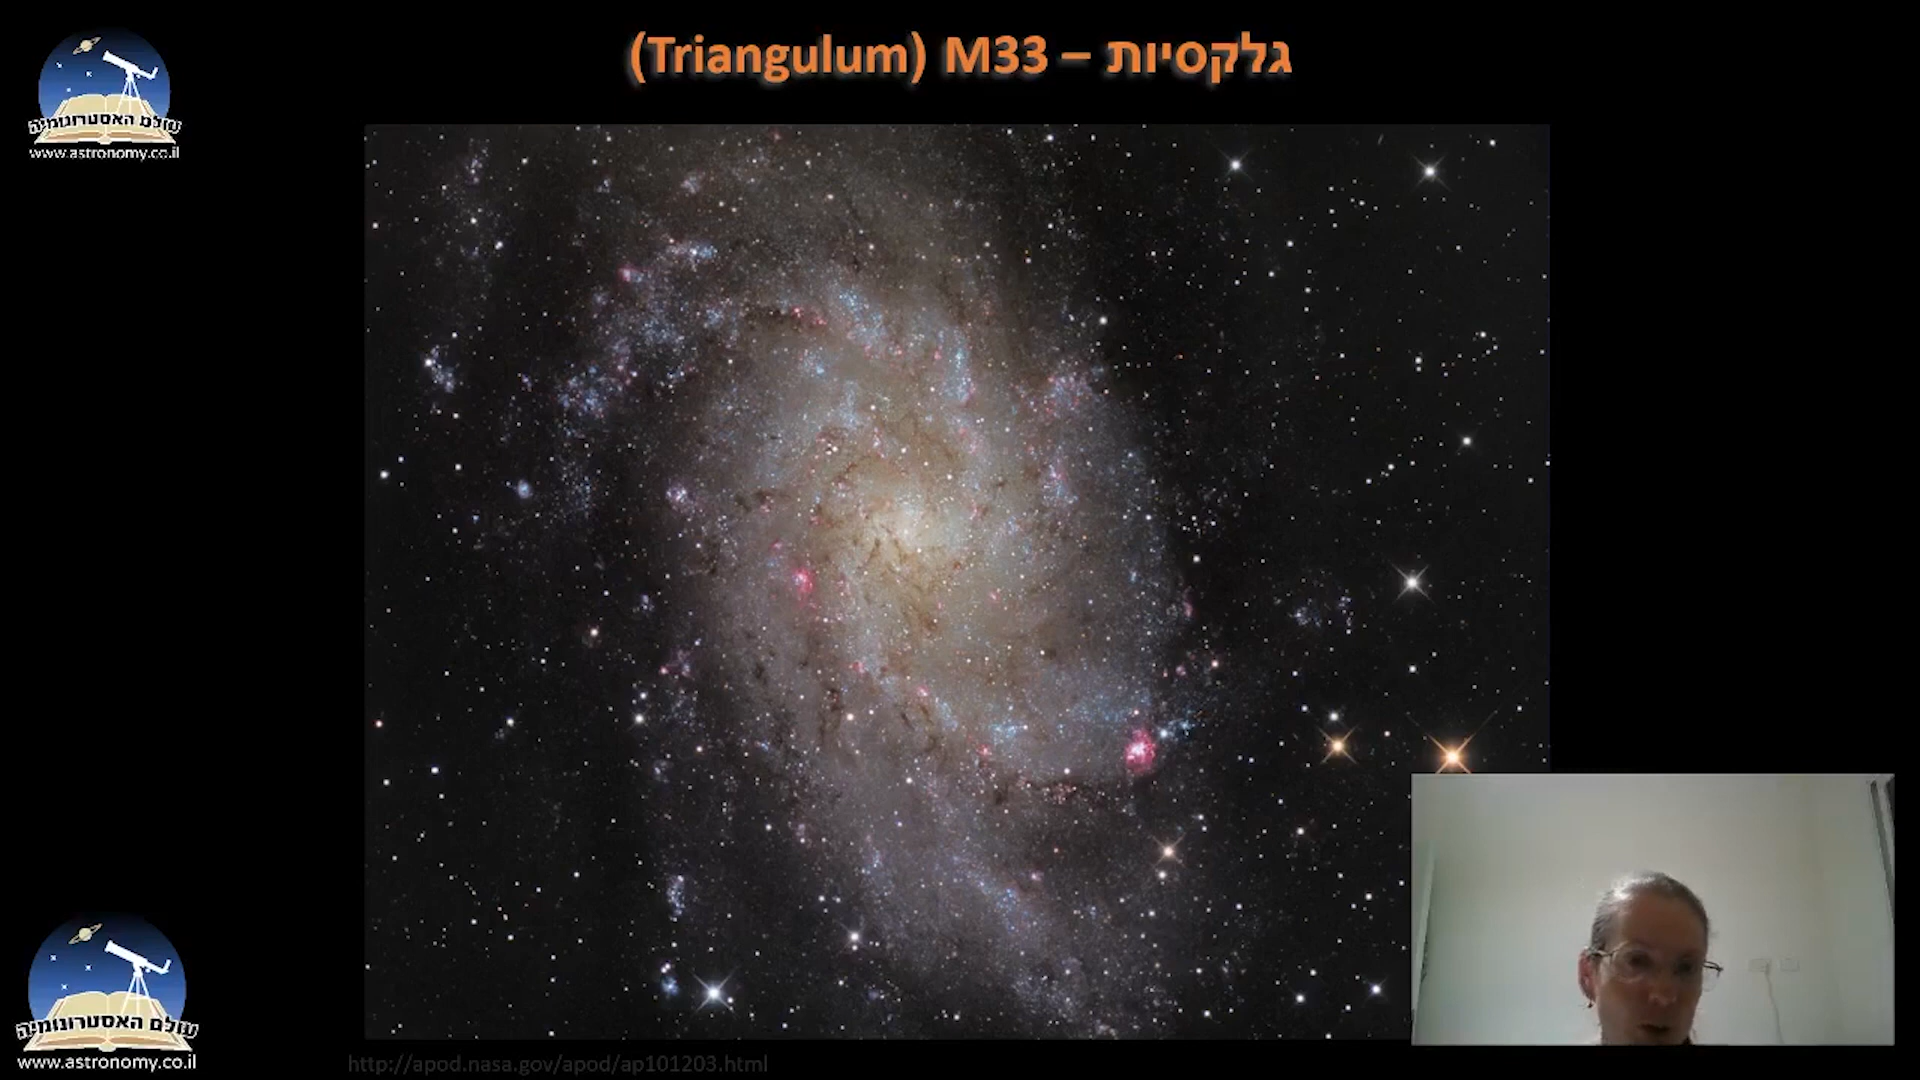 גלקסיות – M33 (Triangulum)
עולם האסטרונומיה
www.astronomy.co.il
עולם האסטרונומיה
www.astronomy.co.il
http://apod.nasa.gov/apod/ap101203.html